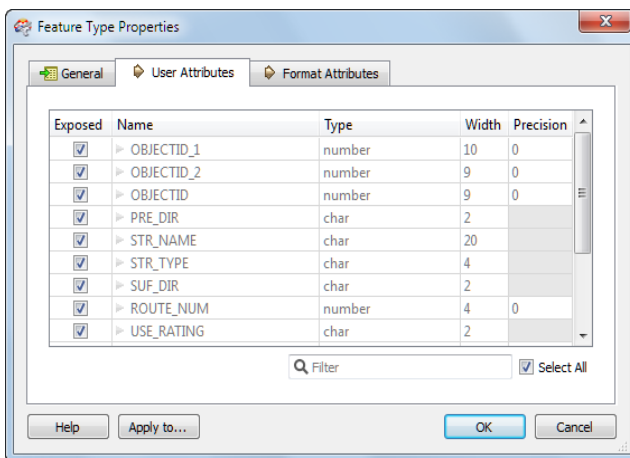 Feature Type Properties
General User Attributes Format Attributes
Exposed Name Type Width Precision
OBJECTID_1 number 10 0
OBJECTID_2 number 9 0
OBJECTID number 9 0
PRE_DIR char 2
STR_NAME char 20
STR_TYPE char 4
SUF_DIR char 2
ROUTE_NUM number 4 0
USE_RATING char 2
Filter Select All
Help Apply to... OK Cancel